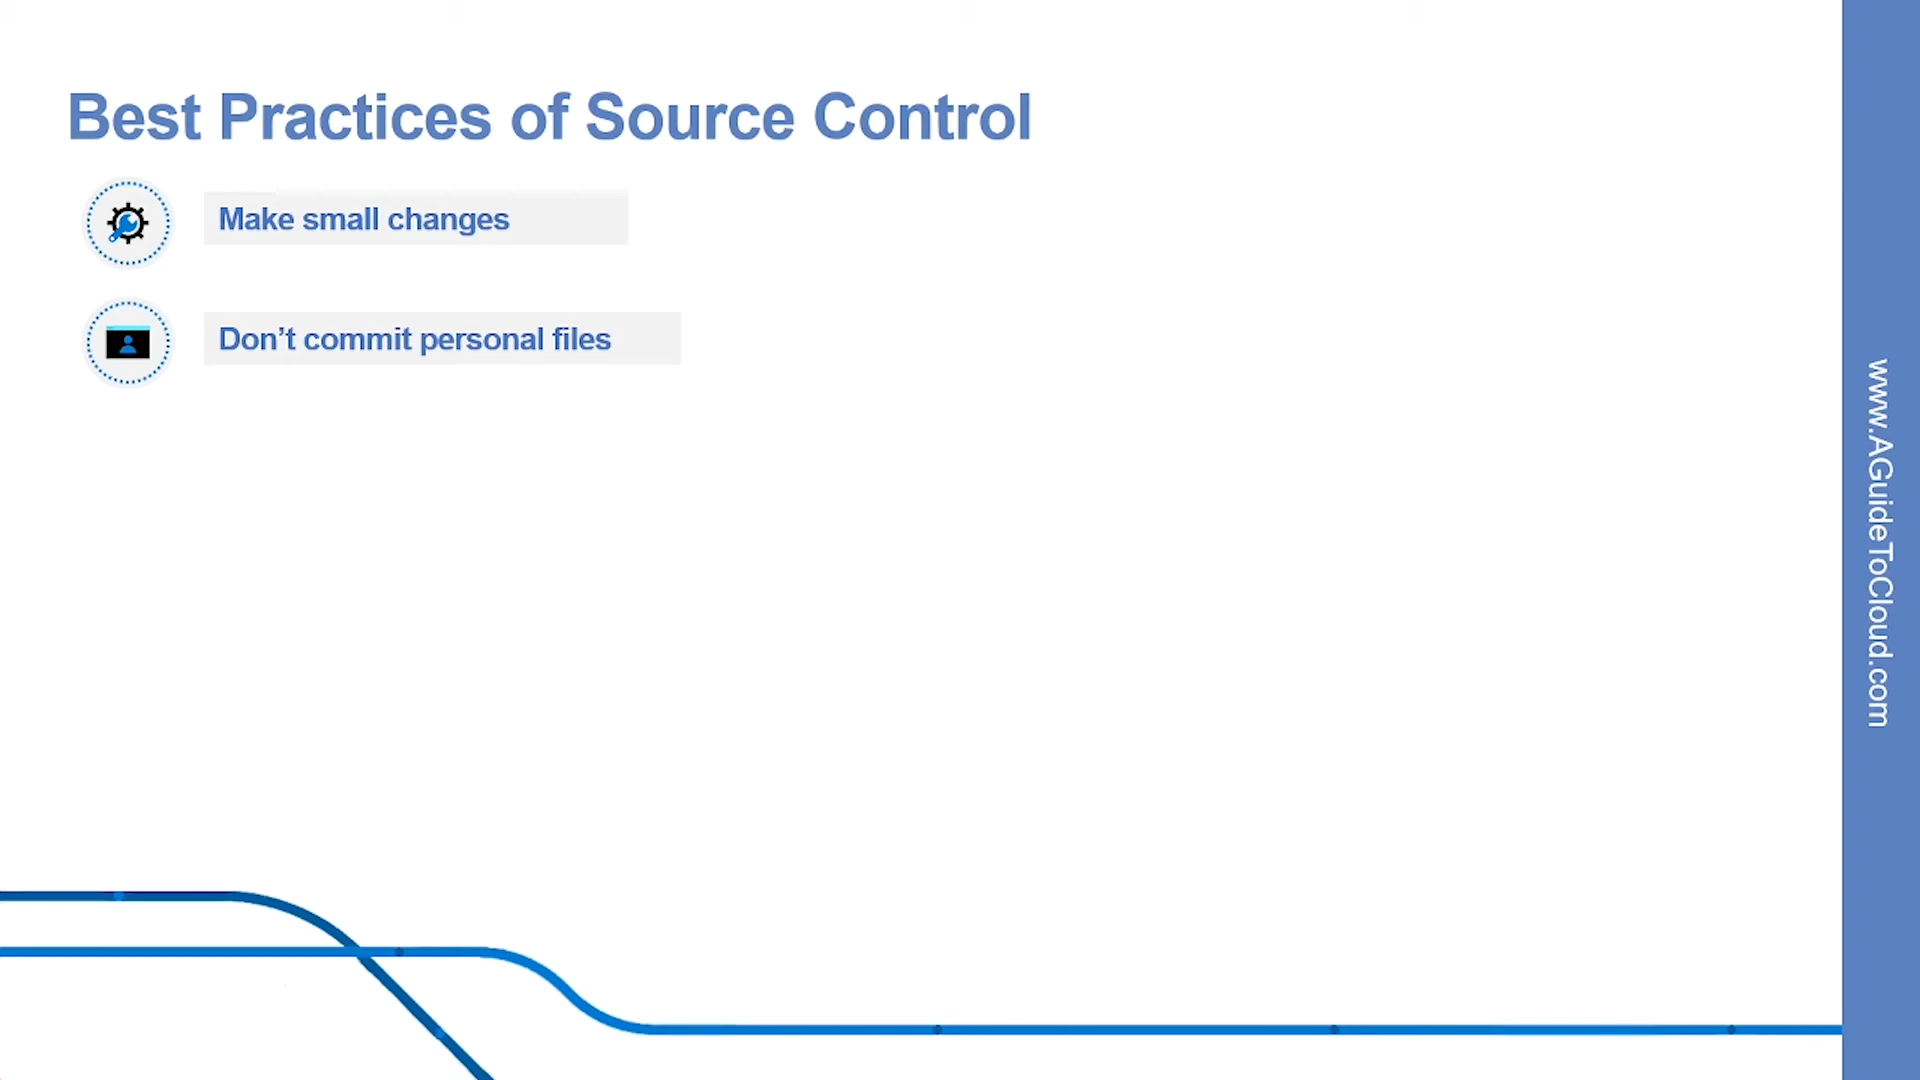 Best Practices of Source Control
Make small changes
Don’t commit personal files
www.AGuideToCloud.com